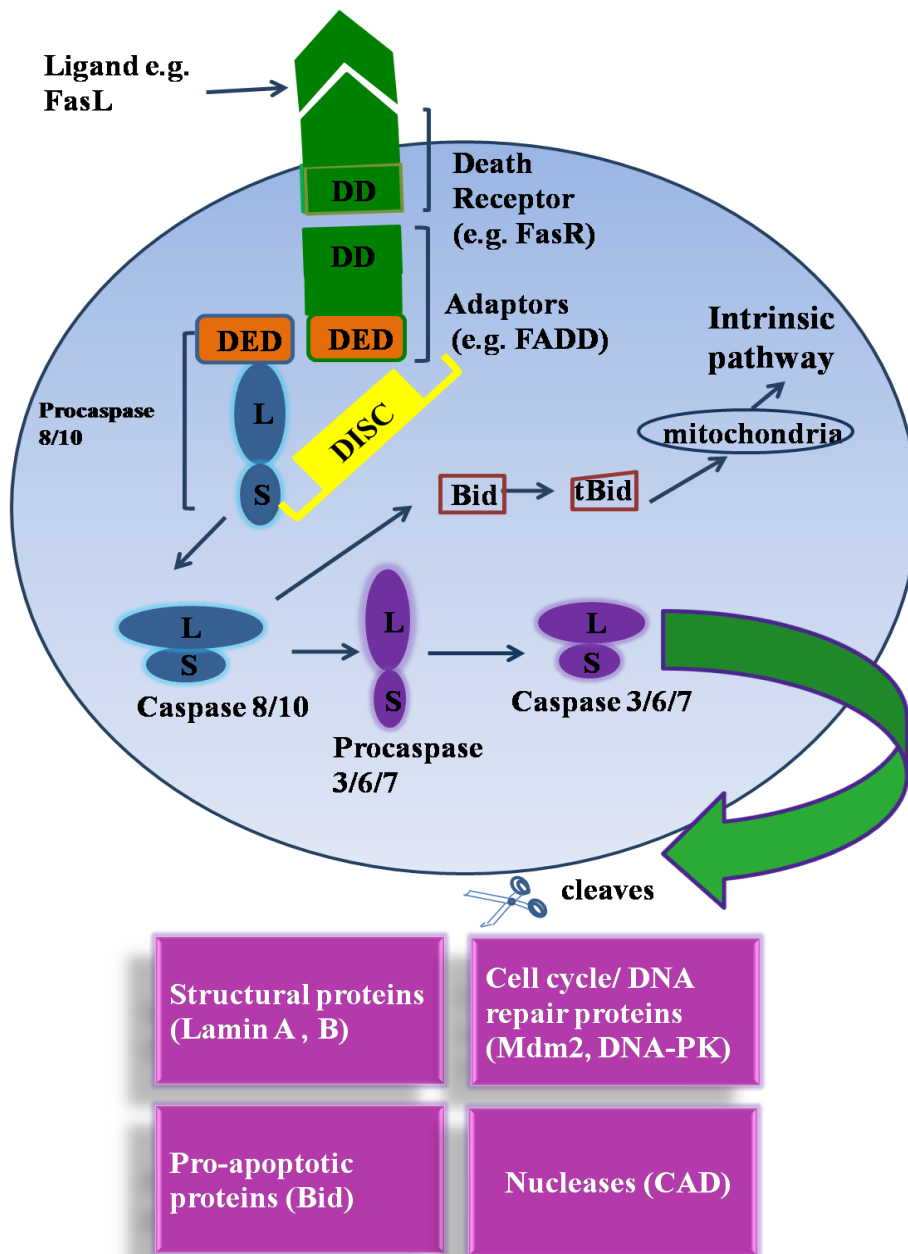 Ligand e.g.
FasL
DD
Death
Receptor
(e.g. FasR)
DD
Adaptors
(e.g. FADD)
DED
DED
Intrinsic
pathway
Procaspase
8/10
L
DISC
mitochondria
S
Bid
tBid
L
S
Caspase 8/10
L
S
Procaspase
3/6/7
L
S
Caspase 3/6/7
cleaves
Structural proteins
(Lamin A , B)
Cell cycle/ DNA
repair proteins
(Mdm2, DNA-PK)
Pro-apoptotic
proteins (Bid)
Nucleases (CAD)